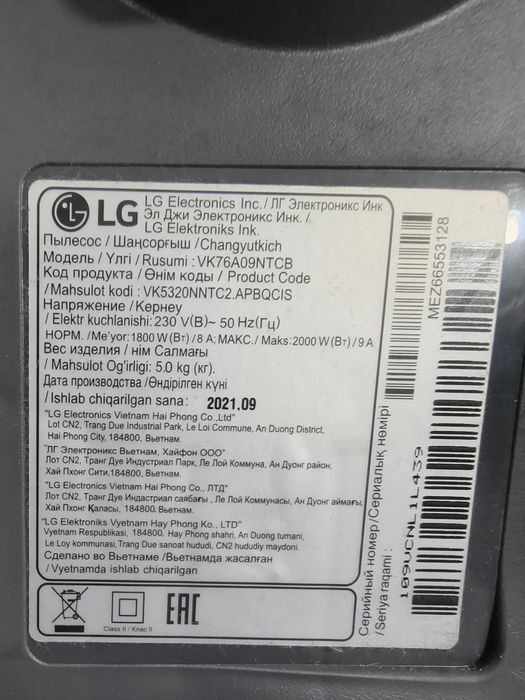 LG
LG Electronics Inc./ ЛГ Электроникс Инк
Эл Джи Электроникс Инк. /
LG Elektroniks Ink.
Пылесос / Шаңсорғыш /Changyutkich
Модель / Үлгі / Rusumi : VK76A09NTCB
Код продукта / Өнім коды / Product Code
/ Mahsulot kodi : VK5320NNTC2.APBQCIS
Напряжение / Кернеу
/ Elektr kuchlanishi: 230 V(В)~ 50 Hz(Гц)
НОРМ. / Me'yor: 1800 W (Вт) / 8 A: МАКС./ Maks: 2000 W (Вт) / 9 A
Вес изделия / нім Салмағы
/ Mahsulot Og'irligi: 5.0 kg (кг).
Дата производства /Өндірілген күні
/ Ishlab chiqarilgan sana: 2021.09
"LG Electronics Vietnam Hai Phong Co.,Ltd"
Lot CN2, Trang Due Industrial Park, Le Loi Commune, An Duong District,
Hai Phong City, 184800, Вьетнам.
"ЛГ Электроникс Вьетнам, Хайфон ООО"
Лот CN2, Транг Дуе Индустриал Парк, Ле Лой Коммуна, Ан Дуонг район,
Хай Пхонг Сити,184800, Вьетнам.
"LG Electronics Vietnam Hai Phong Co., ЛТД"
Лот CN2, Транг Дуе Индастриал саябағы , Ле Лой Коммунасы, Ан Дуонг аймағы,
Хай Пхонг Қаласы, 184800, Вьетнам.
"LG Elektroniks Vyetnam Hay Phong Ko., LTD"
Vyetnam Respublikasi, 184800, Hay Phong shahri, An Duong tumani,
Le Loy kommunasi,Trang Due sanoat hududi, CN2 hududiy maydoni.
Сделано во Вьетнаме /Вьетнамда жасалған
/ Vyetnamda ishlab chiqarilgan
Class II / Клас II
EAC
MEZ66553128
Серийный номер /Сериалық нөмірі
/Seriya raqami :
109VCNL1L439